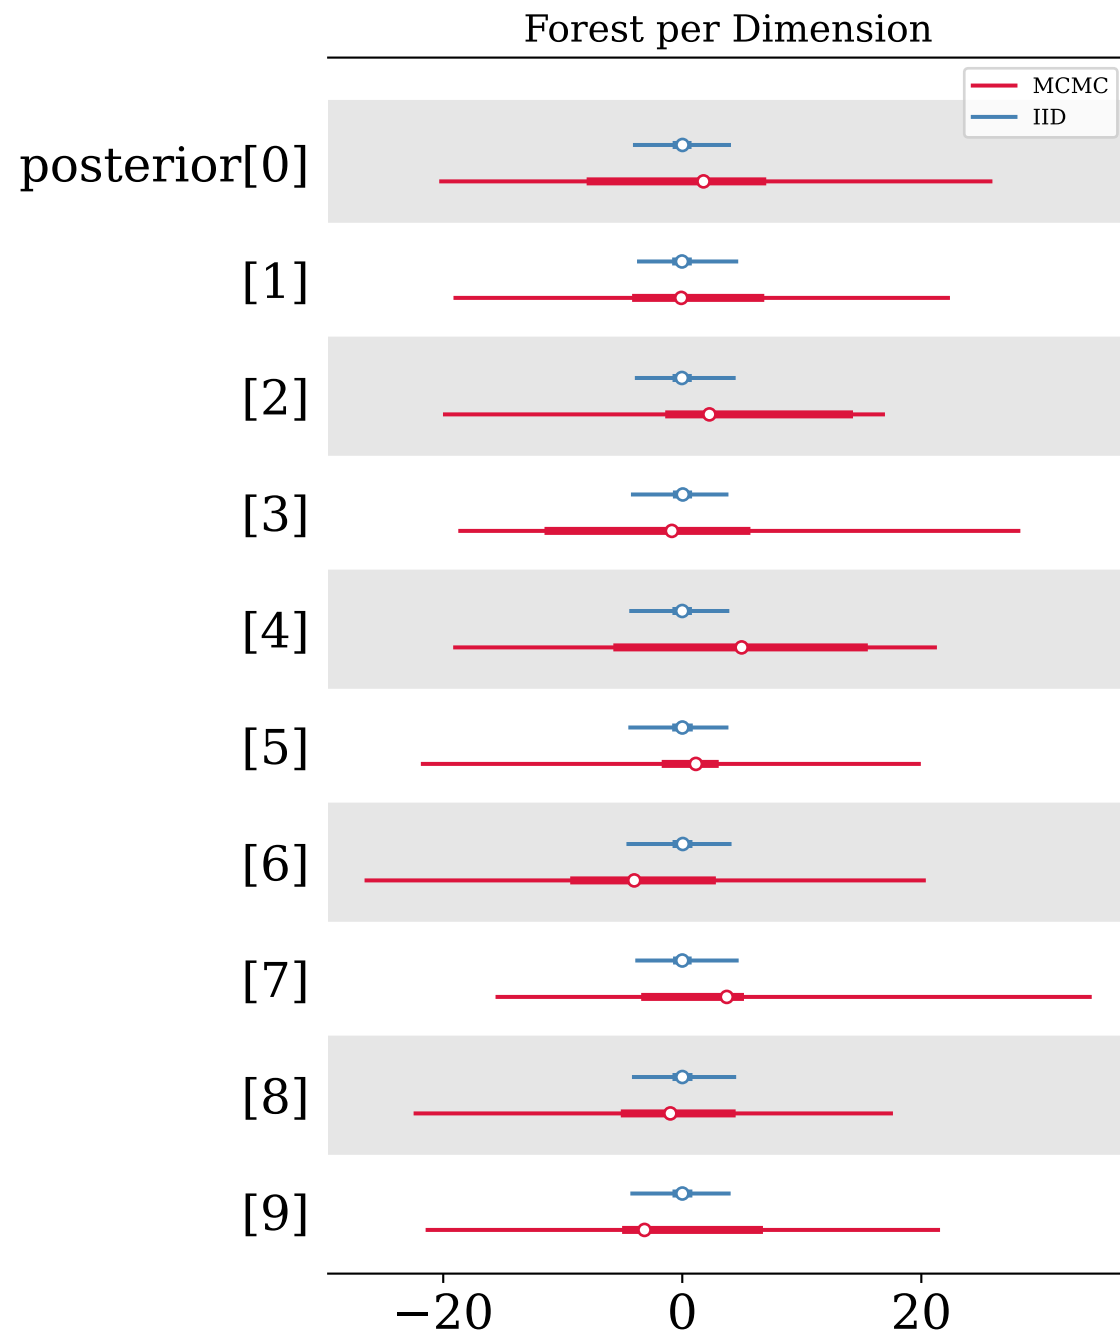 Forest per Dimension
MCMC
IID
posterior[0]
[1]
[2]
[3]
[4]
[5]
[6]
[7]
[8]
[9]
−20 0 20